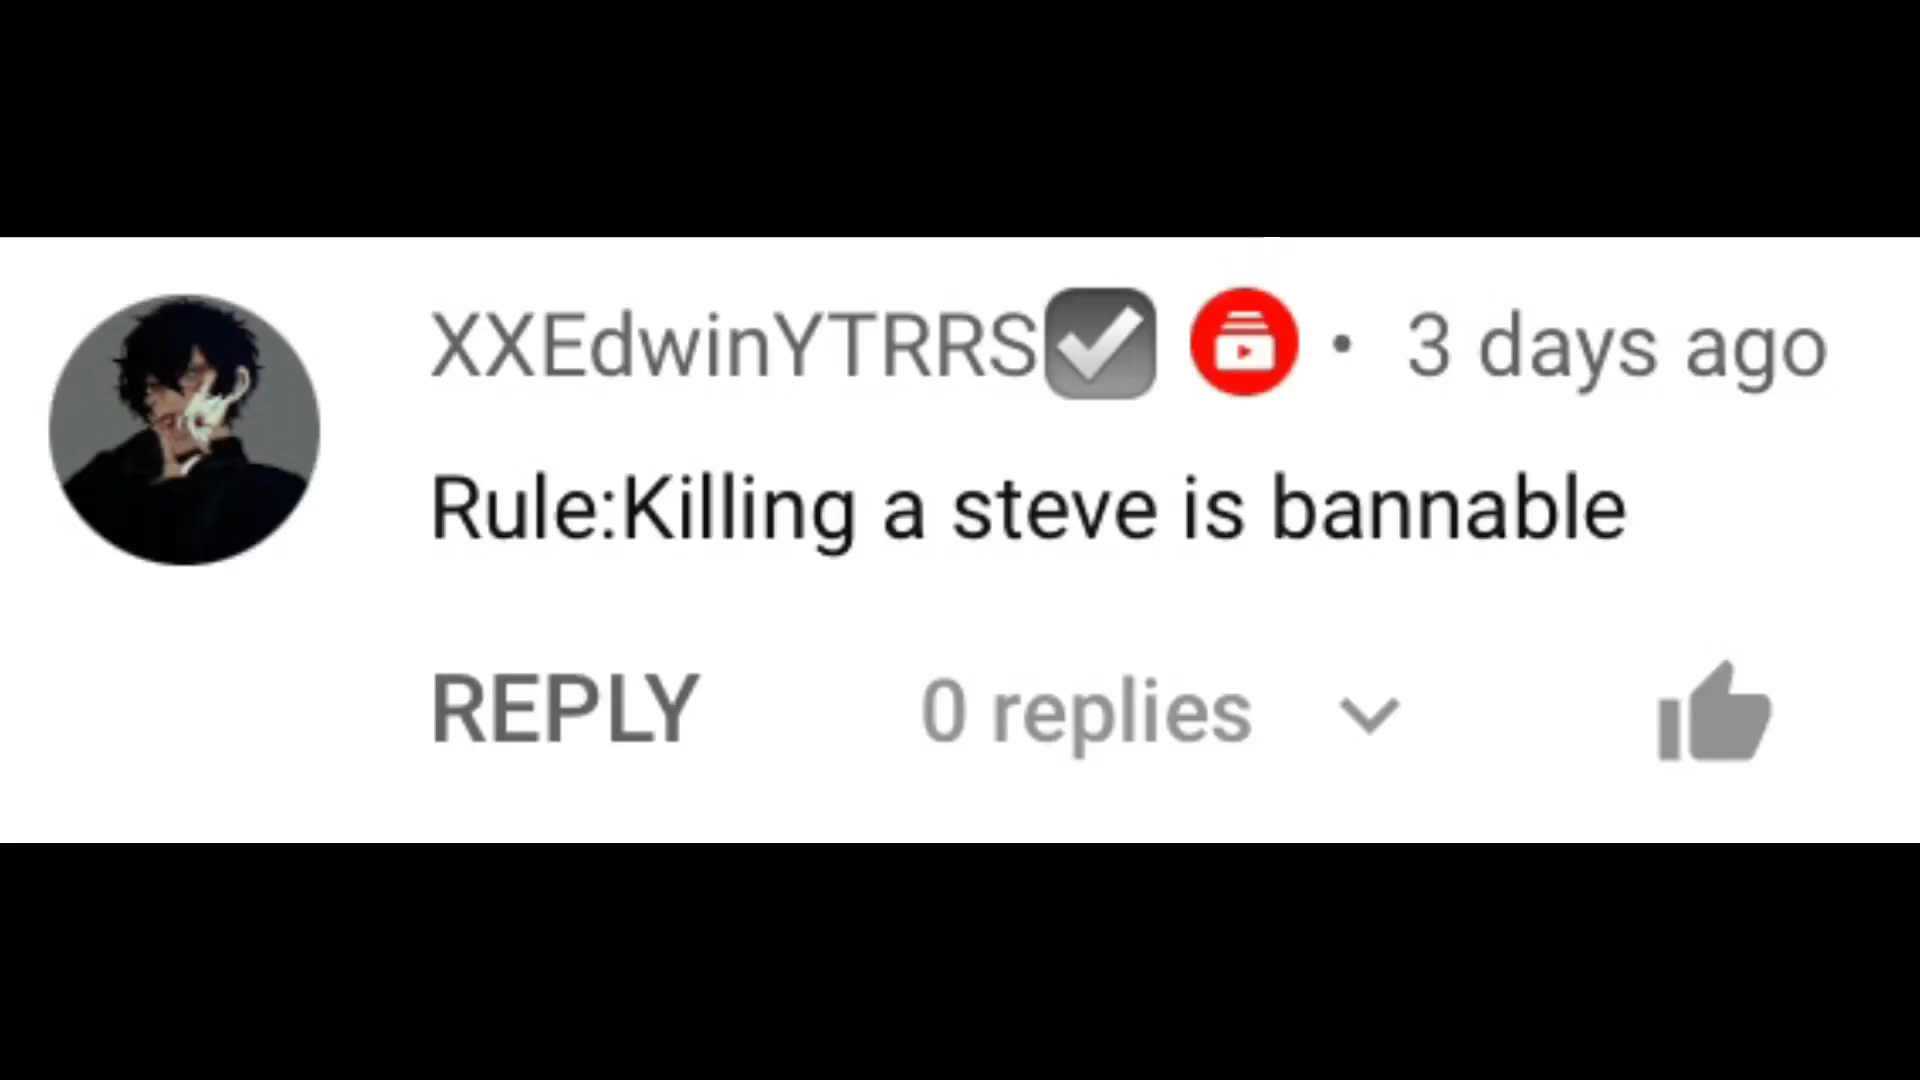 XXEdwinYTRRS☑ • 3 days ago
Rule:Killing a steve is bannable
REPLY 0 replies